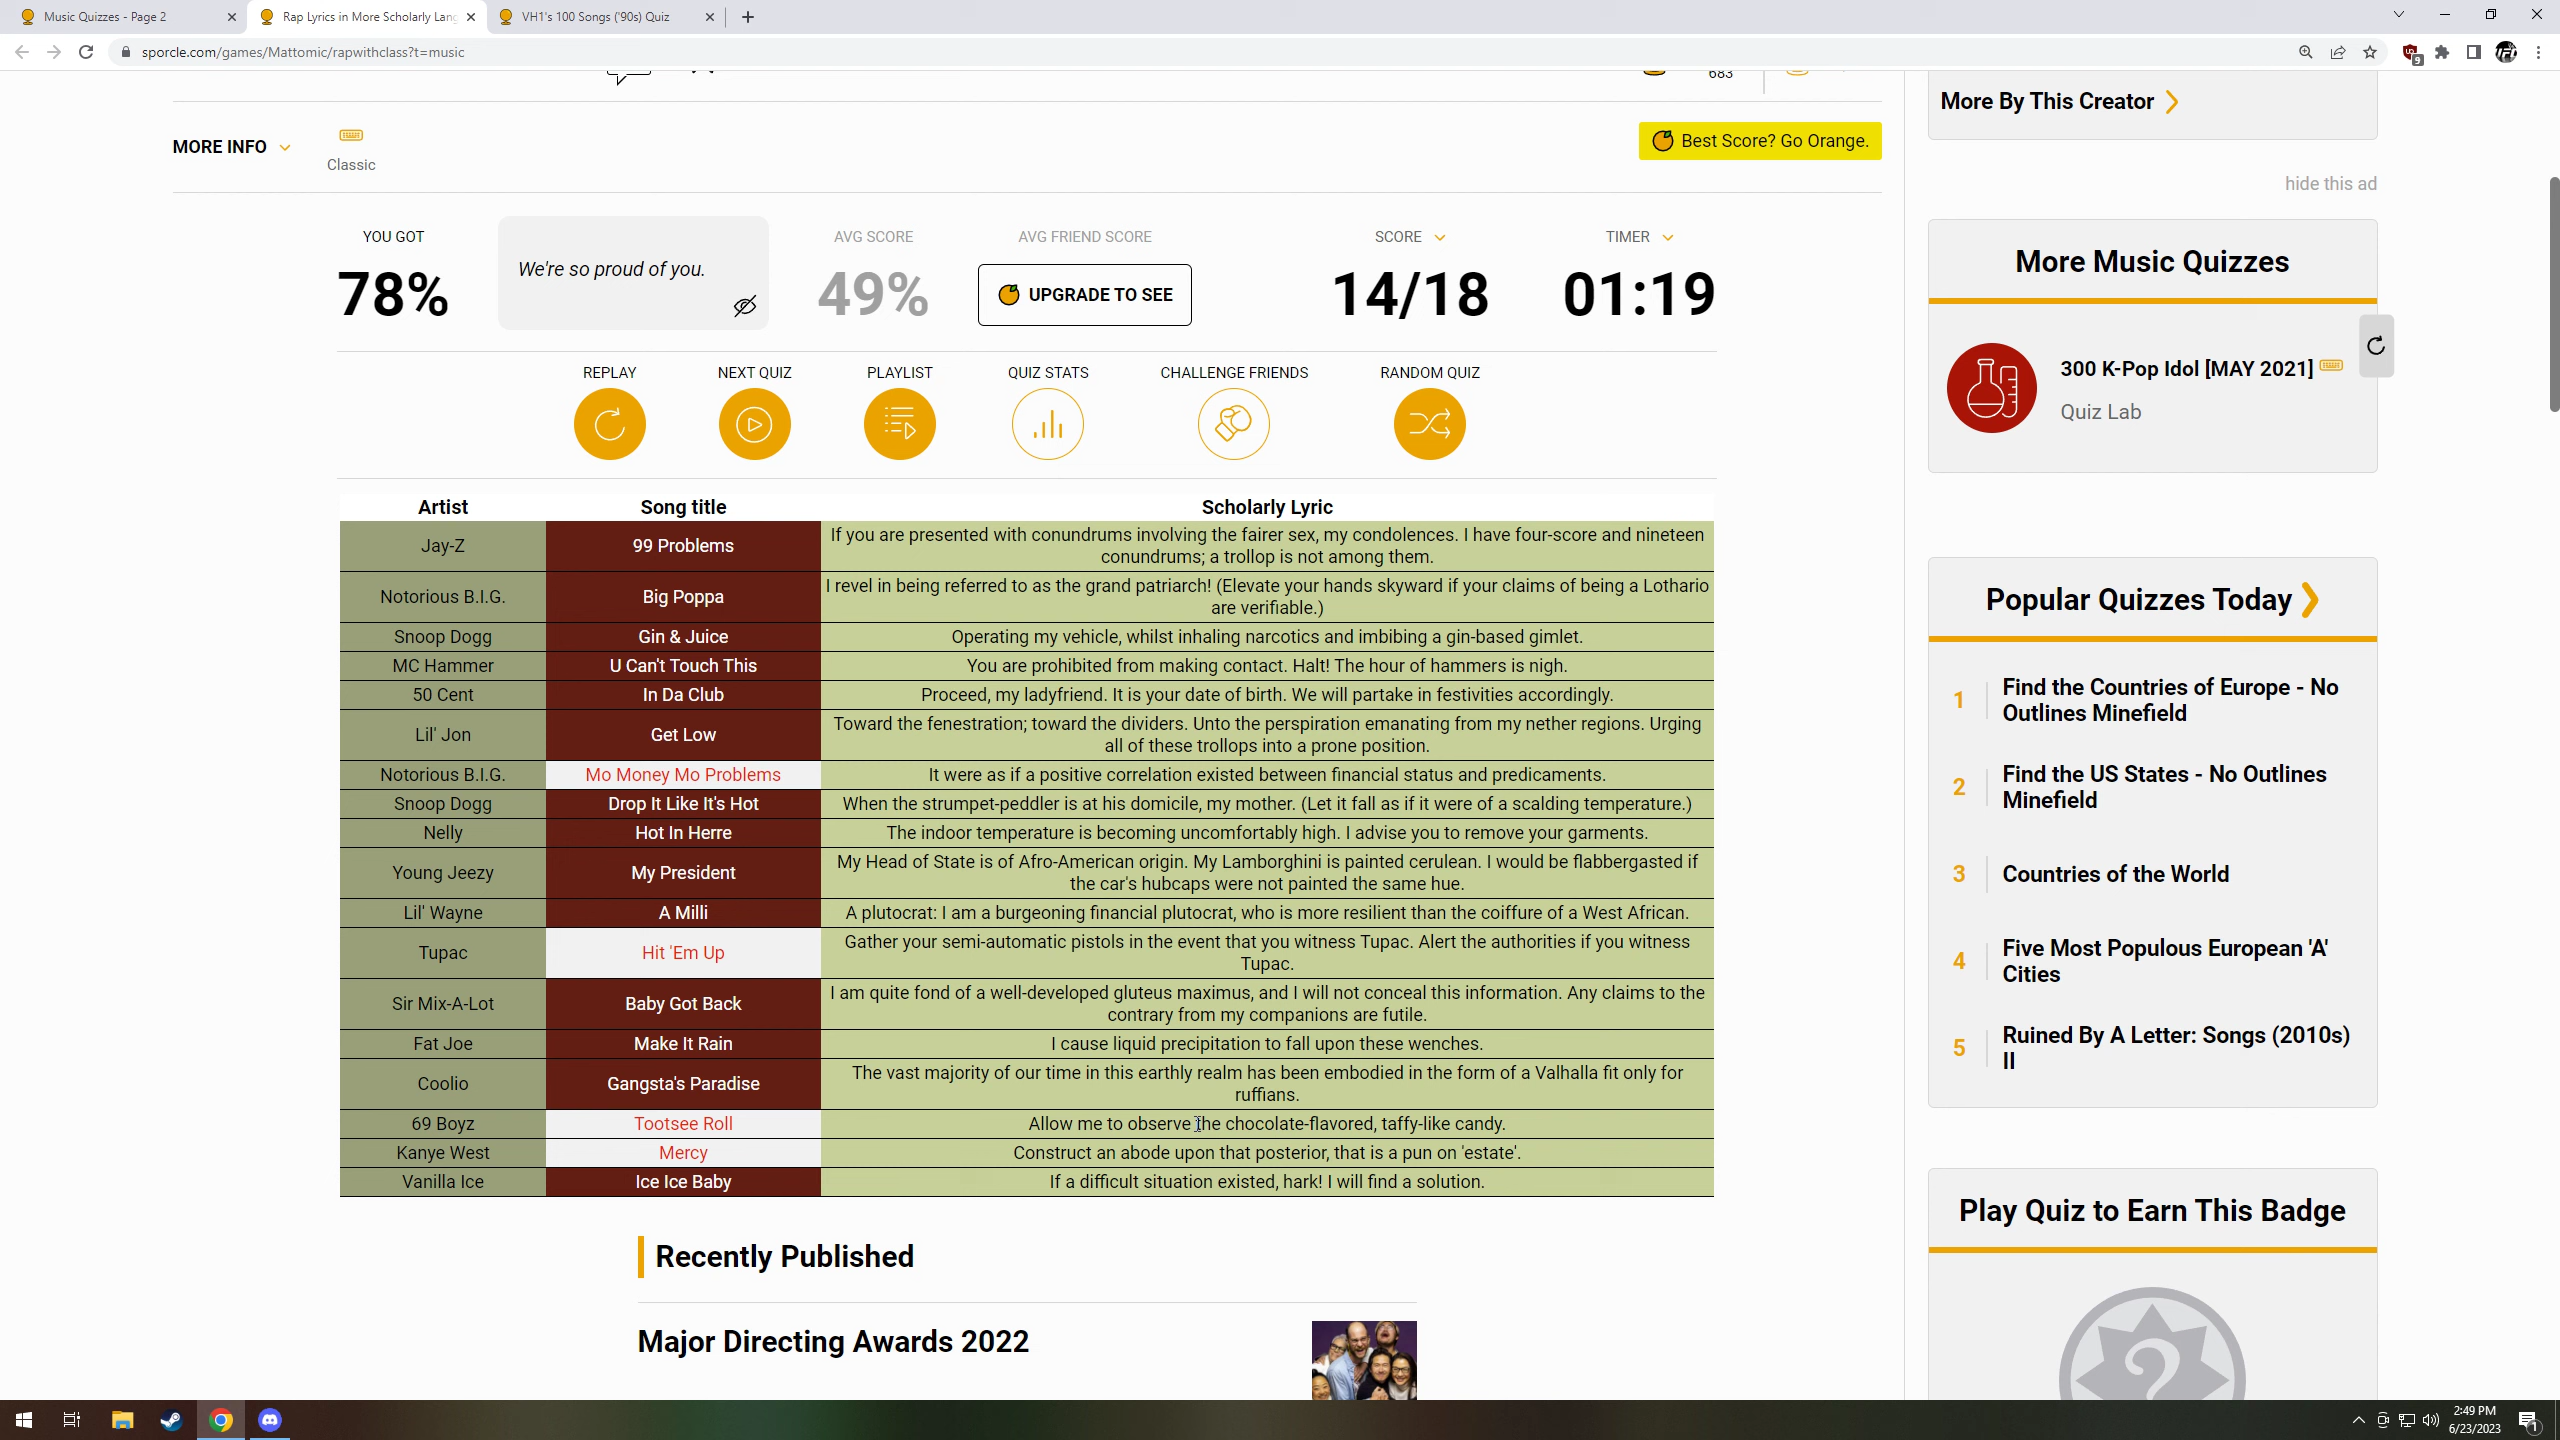 Music Quizzes - Page 2
Rap Lyrics in More Scholarly Lang
VH1's 100 Songs ('90s) Quiz
sporcle.com/games/Mattomic/rapwithclass?t=music
9
683
More By This Creator
MORE INFO
Classic
Best Score? Go Orange.
hide this ad
YOU GOT
78%
We're so proud of you.
AVG SCORE
49%
AVG FRIEND SCORE
UPGRADE TO SEE
SCORE
14/18
TIMER
01:19
More Music Quizzes
300 K-Pop Idol [MAY 2021]
Quiz Lab
REPLAY
NEXT QUIZ
PLAYLIST
QUIZ STATS
CHALLENGE FRIENDS
RANDOM QUIZ
Artist Song title Scholarly Lyric
Jay-Z 99 Problems If you are presented with conundrums involving the fairer sex, my condolences. I have four-score and nineteen
conundrums; a trollop is not among them.
Notorious B.I.G. Big Poppa I revel in being referred to as the grand patriarch! (Elevate your hands skyward if your claims of being a Lothario
are verifiable.)
Snoop Dogg Gin & Juice Operating my vehicle, whilst inhaling narcotics and imbibing a gin-based gimlet.
MC Hammer U Can't Touch This You are prohibited from making contact. Halt! The hour of hammers is nigh.
50 Cent In Da Club Proceed, my ladyfriend. It is your date of birth. We will partake in festivities accordingly.
Lil' Jon Get Low Toward the fenestration; toward the dividers. Unto the perspiration emanating from my nether regions. Urging
all of these trollops into a prone position.
Notorious B.I.G. Mo Money Mo Problems It were as if a positive correlation existed between financial status and predicaments.
Snoop Dogg Drop It Like It's Hot When the strumpet-peddler is at his domicile, my mother. (Let it fall as if it were of a scalding temperature.)
Nelly Hot In Herre The indoor temperature is becoming uncomfortably high. I advise you to remove your garments.
Young Jeezy My President My Head of State is of Afro-American origin. My Lamborghini is painted cerulean. I would be flabbergasted if
the car's hubcaps were not painted the same hue.
Lil' Wayne A Milli A plutocrat: I am a burgeoning financial plutocrat, who is more resilient than the coiffure of a West African.
Tupac Hit 'Em Up Gather your semi-automatic pistols in the event that you witness Tupac. Alert the authorities if you witness
Tupac.
Sir Mix-A-Lot Baby Got Back I am quite fond of a well-developed gluteus maximus, and I will not conceal this information. Any claims to the
contrary from my companions are futile.
Fat Joe Make It Rain I cause liquid precipitation to fall upon these wenches.
Coolio Gangsta's Paradise The vast majority of our time in this earthly realm has been embodied in the form of a Valhalla fit only for
ruffians.
69 Boyz Tootsee Roll Allow me to observe the chocolate-flavored, taffy-like candy.
Kanye West Mercy Construct an abode upon that posterior, that is a pun on 'estate'.
Vanilla Ice Ice Ice Baby If a difficult situation existed, hark! I will find a solution.
Popular Quizzes Today
1 Find the Countries of Europe - No
Outlines Minefield
2 Find the US States - No Outlines
Minefield
3 Countries of the World
4 Five Most Populous European 'A'
Cities
5 Ruined By A Letter: Songs (2010s)
II
Play Quiz to Earn This Badge
Recently Published
Major Directing Awards 2022
2:49 PM
6/23/2023
1